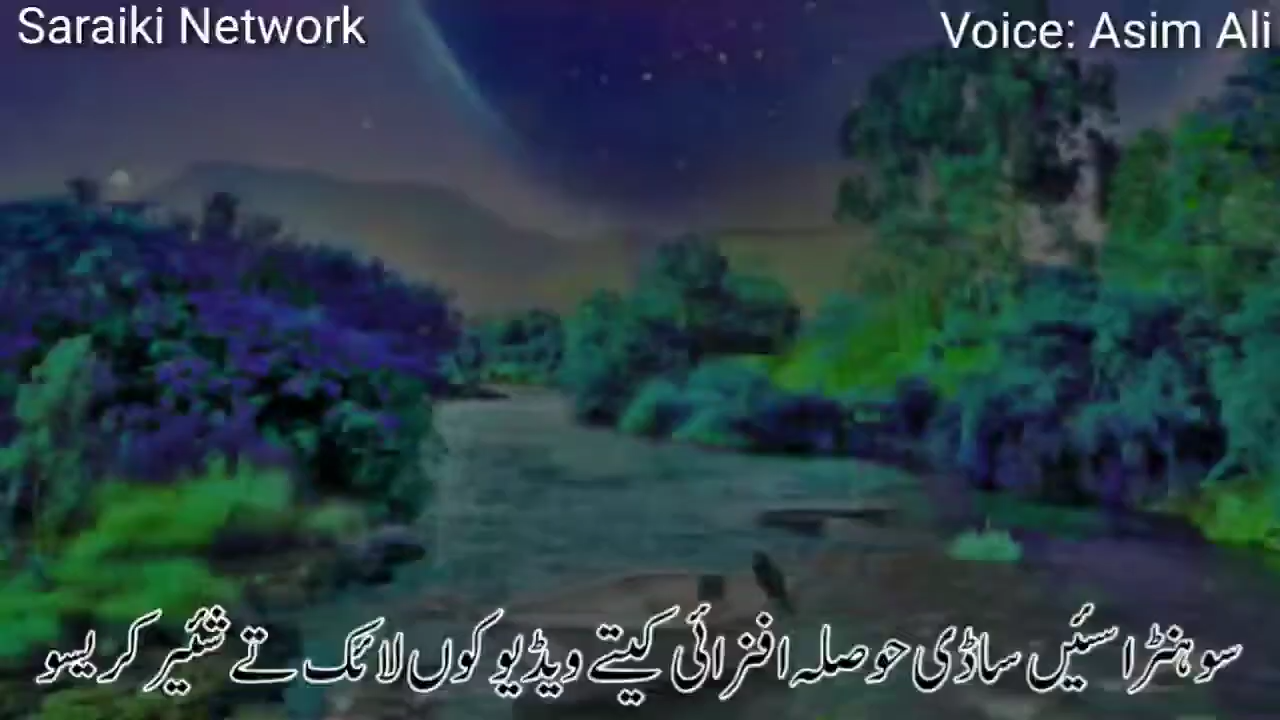 Saraiki Network
Voice: Asim Ali
سوہنڑا سئیں ساڈی حوصلہ افزائی کیتے ویڈیو کوں لائک تے شئیر کریسو